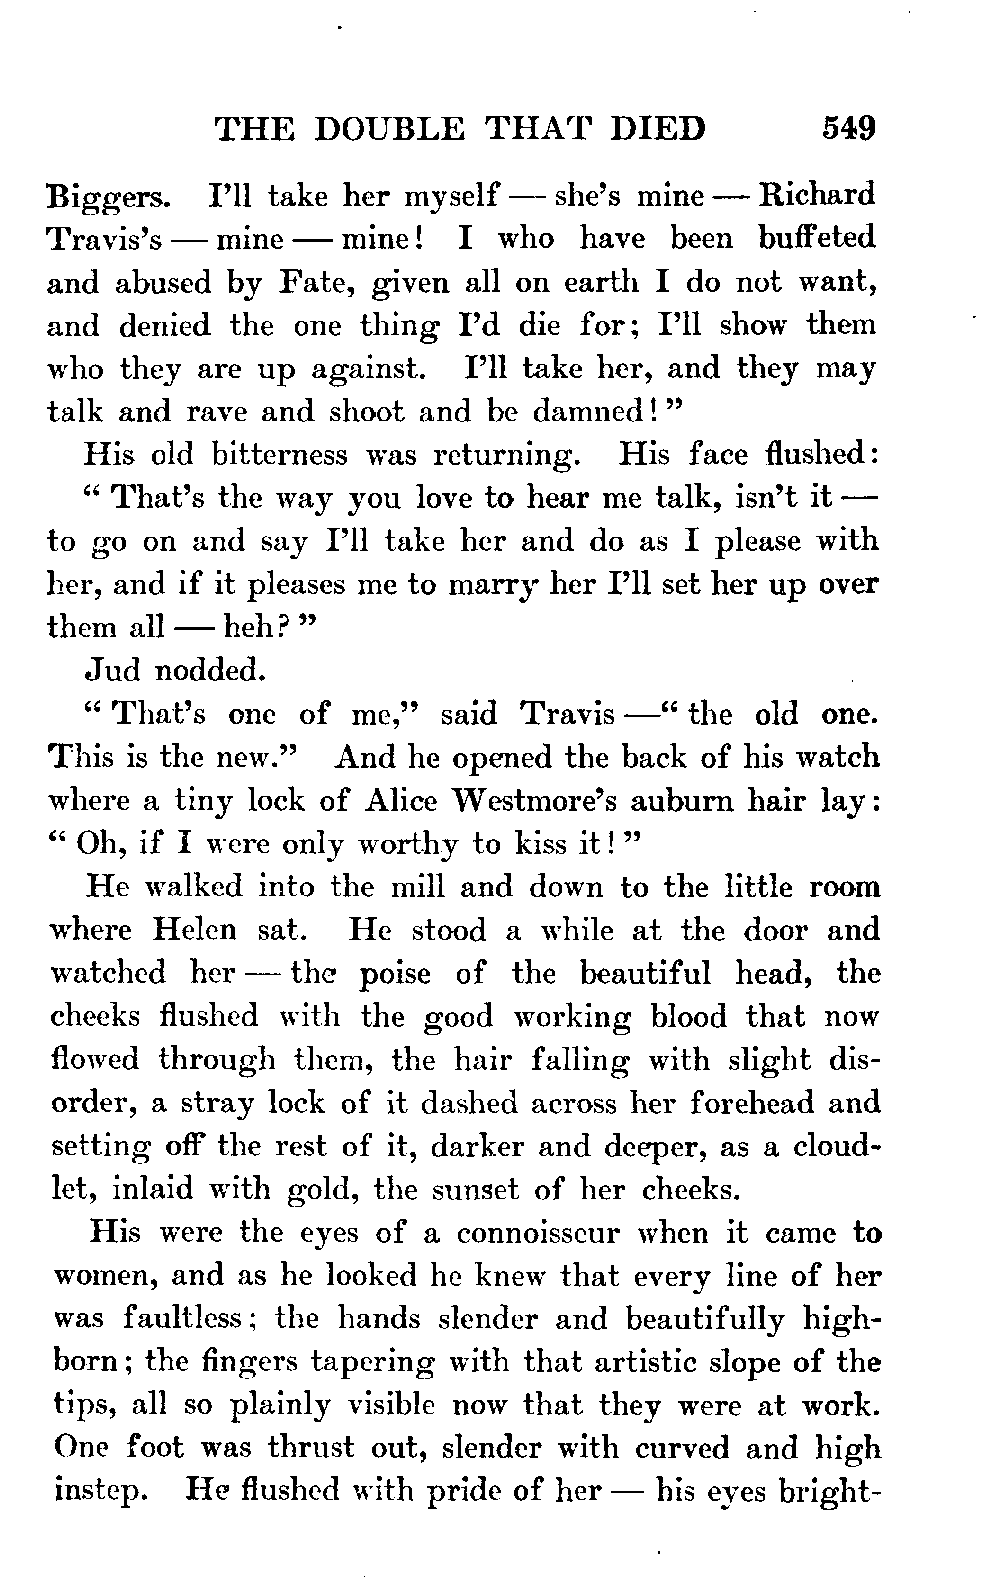 THE DOUBLE THAT DIED 549
Biggers. I'll take her myself — she's mine — Richard
Travis's — mine — mine! I who have been buffeted
and abused by Fate, given all on earth I do not want,
and denied the one thing I'd die for; I'll show them
who they are up against. I'll take her, and they may
talk and rave and shoot and be damned!"
His old bitterness was returning. His face flushed:
"That's the way you love to hear me talk, isn't it —
to go on and say I'll take her and do as I please with
her, and if it pleases me to marry her I'll set her up over
them all — heh?"
Jud nodded.
"That's one of me," said Travis —"the old one.
This is the new." And he opened the back of his watch
where a tiny lock of Alice Westmore's auburn hair lay:
"Oh, if I were only worthy to kiss it!"
He walked into the mill and down to the little room
where Helen sat. He stood a while at the door and
watched her — the poise of the beautiful head, the
cheeks flushed with the good working blood that now
flowed through them, the hair falling with slight dis-
order, a stray lock of it dashed across her forehead and
setting off the rest of it, darker and deeper, as a cloud-
let, inlaid with gold, the sunset of her cheeks.
His were the eyes of a connoisseur when it came to
women, and as he looked he knew that every line of her
was faultless; the hands slender and beautifully high-
born; the fingers tapering with that artistic slope of the
tips, all so plainly visible now that they were at work.
One foot was thrust out, slender with curved and high
instep. He flushed with pride of her — his eyes bright-